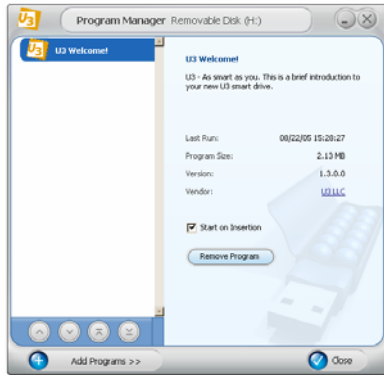 U3
Program Manager Removable Disk (H:)
U3 U3 Welcome!
U3 Welcome!
U3 - As smart as you. This is a brief introduction to
your new U3 smart drive.
Last Run: 08/22/05 15:28:27
Program Size: 2.13 MB
Version: 1.3.0.0
Vendor: U3 LLC
Start on Insertion
Remove Program
Add Programs >>
Close